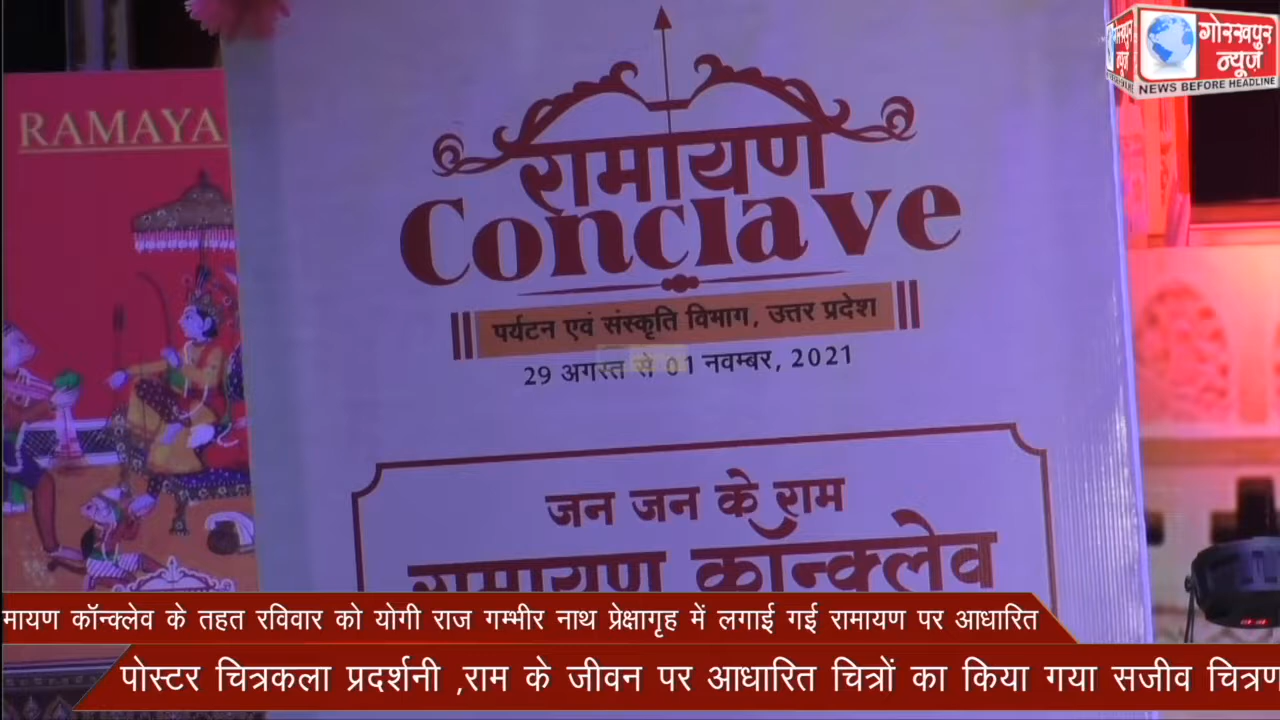 RAMAYA
रामायण
Conclave
पर्यटन एवं संस्कृति विभाग, उत्तर प्रदेश
29 अगस्त से 01 नवम्बर, 2021
जन जन के राम
रामायण कॉन्क्लेव
गोरखपुर
न्यूज़
NEWS BEFORE HEADLINE
मायण कॉन्क्लेव के तहत रविवार को योगी राज गम्भीर नाथ प्रेक्षागृह में लगाई गई रामायण पर आधारित
पोस्टर चित्रकला प्रदर्शनी ,राम के जीवन पर आधारित चित्रों का किया गया सजीव चित्रण